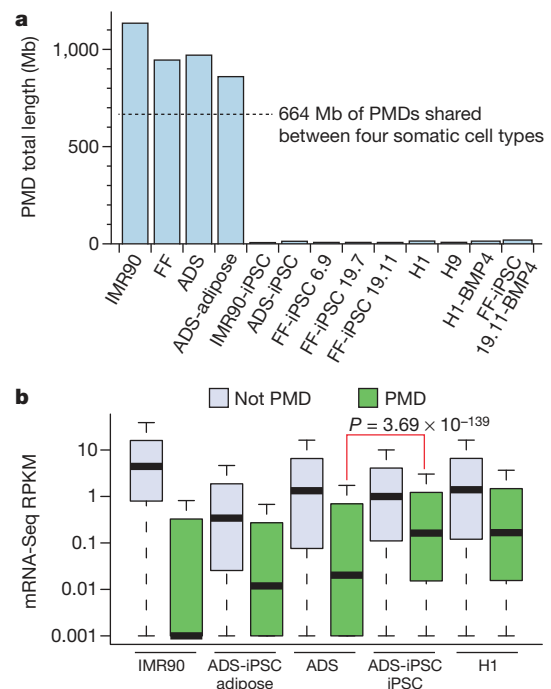 a
PMD total length (Mb)
1,000
500
0
664 Mb of PMDs shared
between four somatic cell types
IMR90
FF
ADS
ADS-adipose
IMR90-iPSC
ADS-iPSC
FF-iPSC 6.9
FF-iPSC 19.7
FF-iPSC 19.11
H1
H9
H1-BMP4
FF-iPSC
19.11-BMP4
b
Not PMD
PMD
P = 3.69 × 10⁻¹³⁹
mRNA-Seq RPKM
10
1
0.1
0.01
0.001
IMR90
ADS-iPSC
adipose
ADS
ADS-iPSC
iPSC
H1